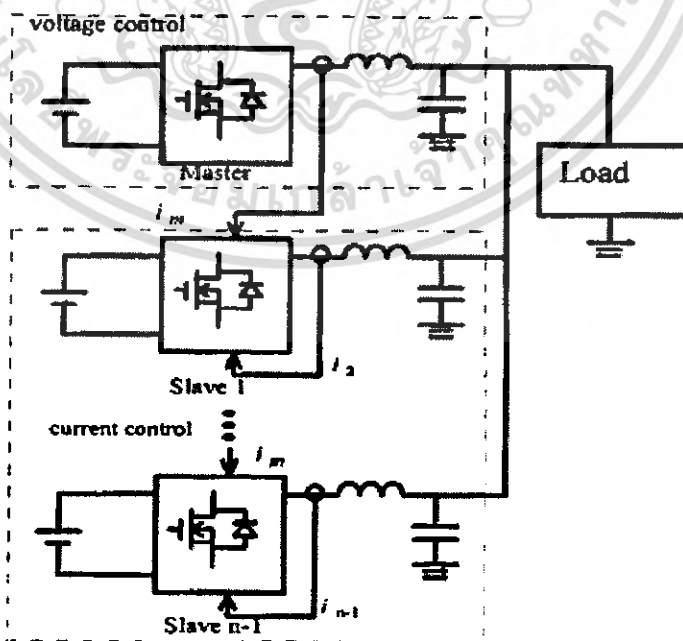 voltage control
Master
Load
i m
Slave 1
i 2
current control
i m
Slave n-1
i n-1